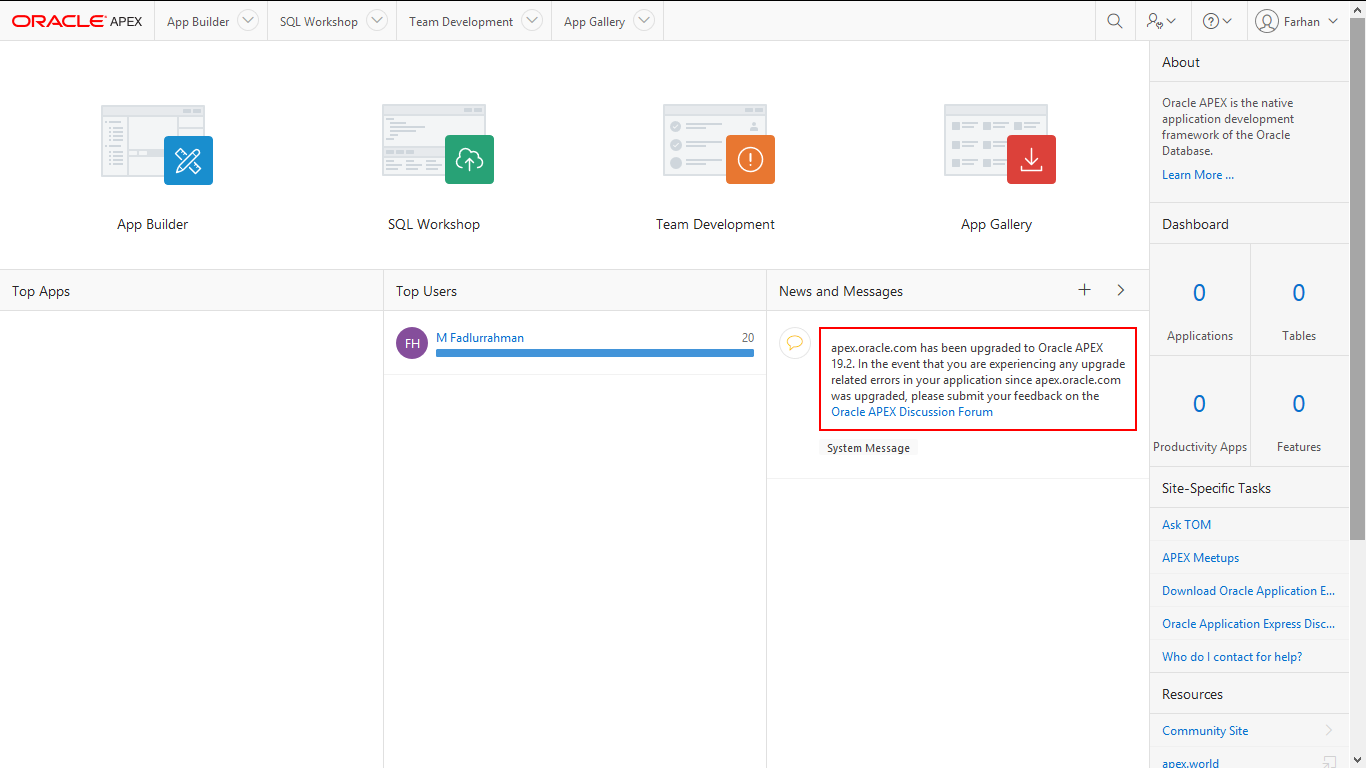 ORACLE APEX
App Builder
SQL Workshop
Team Development
App Gallery
Farhan
App Builder
SQL Workshop
Team Development
App Gallery
Top Apps
Top Users
FH
M Fadlurrahman
20
News and Messages
apex.oracle.com has been upgraded to Oracle APEX
19.2. In the event that you are experiencing any upgrade
related errors in your application since apex.oracle.com
was upgraded, please submit your feedback on the
Oracle APEX Discussion Forum
System Message
About
Oracle APEX is the native
application development
framework of the Oracle
Database.
Learn More ...
Dashboard
0
Applications
0
Tables
0
Productivity Apps
0
Features
Site-Specific Tasks
Ask TOM
APEX Meetups
Download Oracle Application E...
Oracle Application Express Disc...
Who do I contact for help?
Resources
Community Site
apex.world